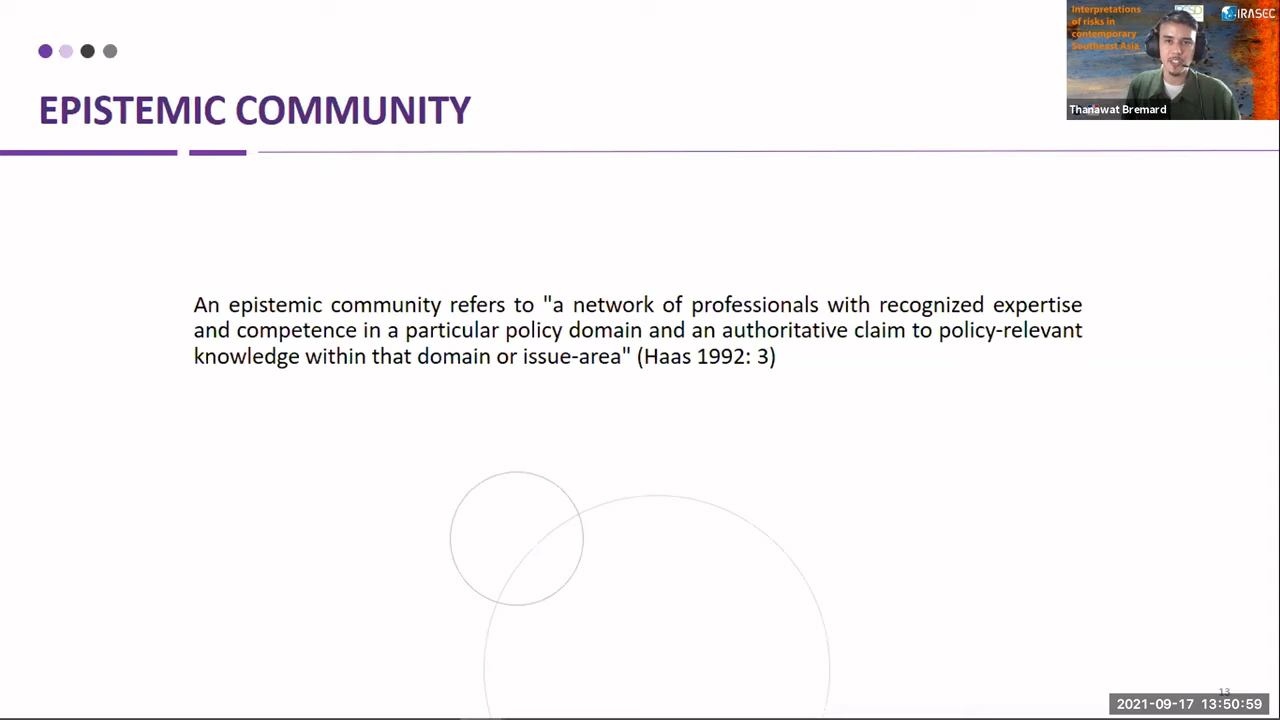 EPISTEMIC COMMUNITY
An epistemic community refers to "a network of professionals with recognized expertise
and competence in a particular policy domain and an authoritative claim to policy-relevant
knowledge within that domain or issue-area" (Haas 1992: 3)
Interpretations
of risks in
contemporary
Southeast Asia
IRASEC
Thanawat Bremard
13
2021-09-17 13:50:59